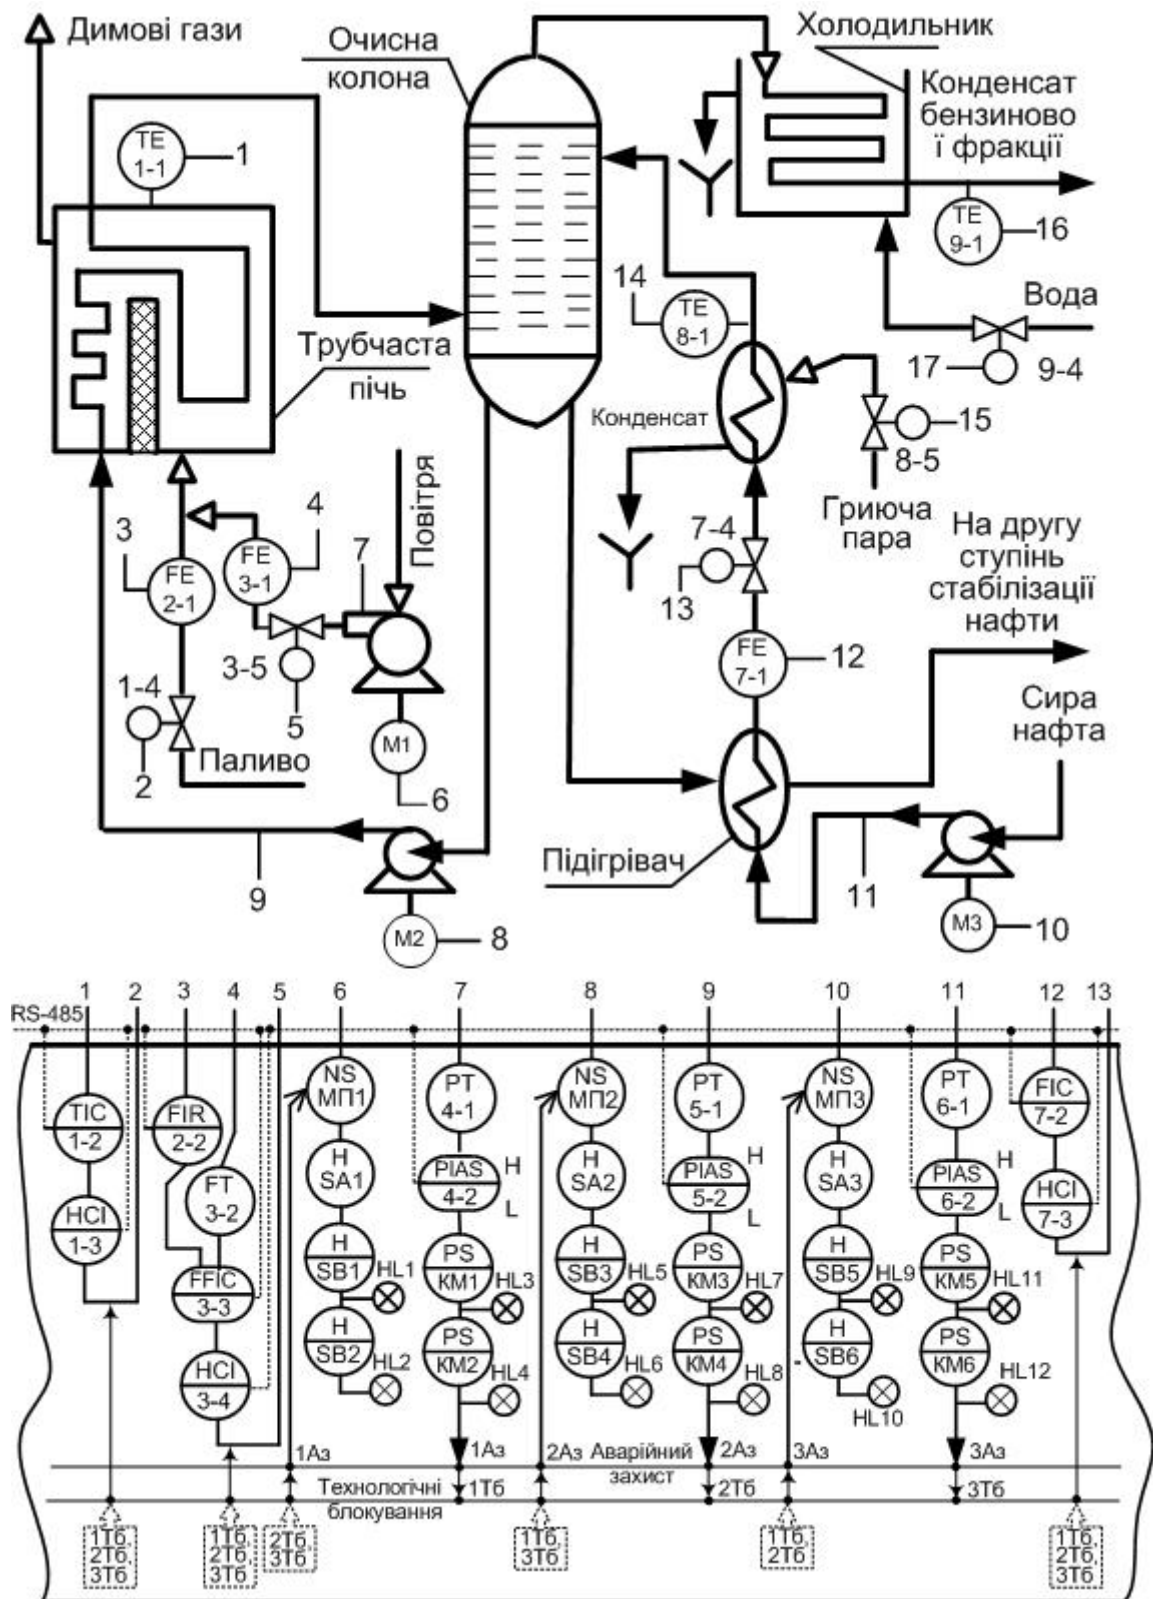 Димові гази
Очисна
колона
Холодильник
Конденсат
бензиново
ї фракції
TE
1-1
1
TE
9-1
16
14
TE
8-1
Вода
17
9-4
Трубчаста
піч
Конденсат
15
8-5
Гриюча
пара
3
FE
2-1
FE
3-1
4
Повітря
7
7-4
13
На другу
ступінь
стабілізації
нафти
3-5
5
FE
7-1
12
1-4
2
Паливо
M1
6
Сира
нафта
Підігрівач
9
11
M2
8
M3
10
1
2
3
4
5
6
7
8
9
10
11
12
13
RS-485
TIC
1-2
FIR
2-2
NS
МП1
PT
4-1
NS
МП2
PT
5-1
NS
МП3
PT
6-1
FIC
7-2
HCI
1-3
FT
3-2
H
SA1
PIAS
4-2
H
L
H
SA2
PIAS
5-2
H
L
H
SA3
PIAS
6-2
H
L
HCI
7-3
FFIC
3-3
H
SB1
HL1
PS
КМ1
HL3
H
SB3
HL5
PS
КМ3
HL7
H
SB5
HL9
PS
КМ5
HL11
HCI
3-4
H
SB2
HL2
PS
КМ2
HL4
H
SB4
HL6
PS
КМ4
HL8
H
SB6
HL10
PS
КМ6
HL12
1Аз
1Аз
2Аз
Аварійний
захист
2Аз
3Аз
3Аз
Технологічні
блокування
1Тб
2Тб
3Тб
1Тб,
2Тб,
3Тб
1Тб,
2Тб,
3Тб
2Тб,
3Тб
1Тб,
3Тб
1Тб,
2Тб
1Тб,
2Тб,
3Тб